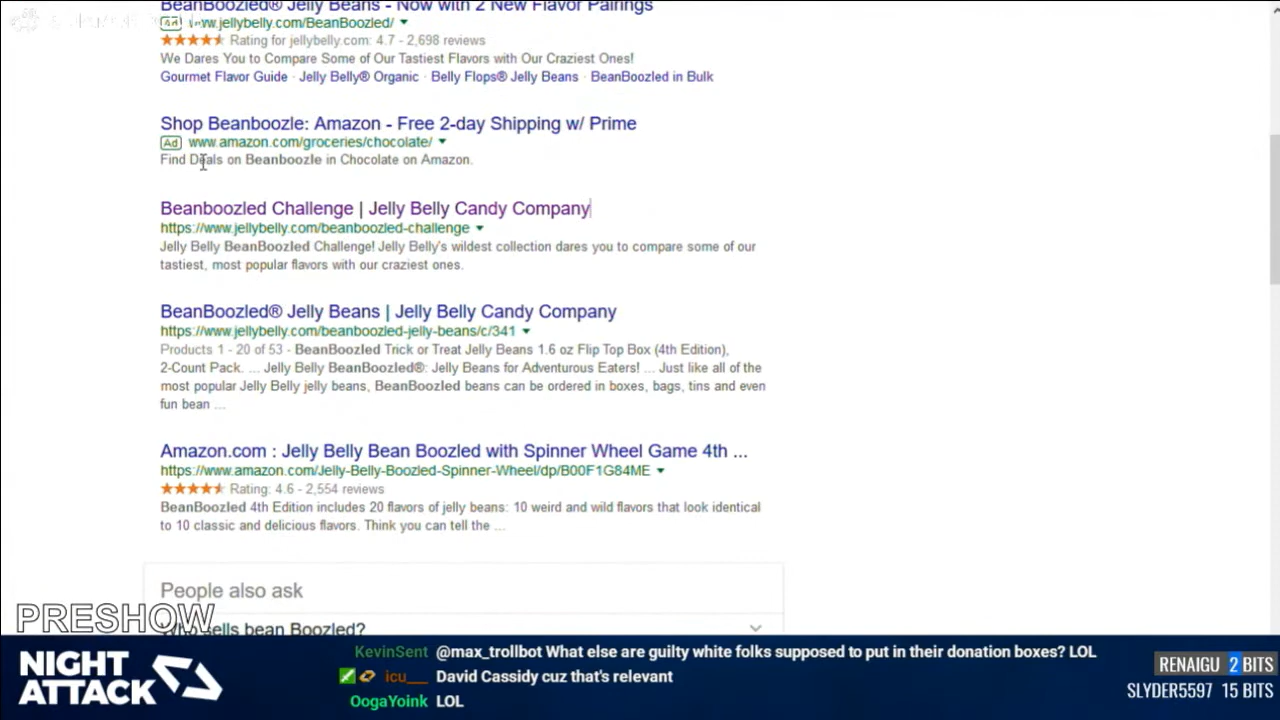 BeanBoozled® Jelly Beans - Now with 2 New Flavor Pairings
Ad www.jellybelly.com/BeanBoozled/
Rating for jellybelly.com: 4.7 - 2,698 reviews
We Dares You to Compare Some of Our Tastiest Flavors with Our Craziest Ones!
Gourmet Flavor Guide · Jelly Belly® Organic · Belly Flops® Jelly Beans · BeanBoozled in Bulk
Shop Beanboozle: Amazon - Free 2-day Shipping w/ Prime
Ad www.amazon.com/groceries/chocolate/
Find Deals on Beanboozle in Chocolate on Amazon.
Beanboozled Challenge | Jelly Belly Candy Company
https://www.jellybelly.com/beanboozled-challenge
Jelly Belly BeanBoozled Challenge! Jelly Belly's wildest collection dares you to compare some of our
tastiest, most popular flavors with our craziest ones.
BeanBoozled® Jelly Beans | Jelly Belly Candy Company
https://www.jellybelly.com/beanboozled-jelly-beans/c/341
Products 1 - 20 of 53 - BeanBoozled Trick or Treat Jelly Beans 1.6 oz Flip Top Box (4th Edition),
2-Count Pack. ... Jelly Belly BeanBoozled®: Jelly Beans for Adventurous Eaters! ... Just like all of the
most popular Jelly Belly jelly beans, BeanBoozled beans can be ordered in boxes, bags, tins and even
fun bean ...
Amazon.com : Jelly Belly Bean Boozled with Spinner Wheel Game 4th ...
https://www.amazon.com/Jelly-Belly-Boozled-Spinner-Wheel/dp/B00F1G84ME
Rating: 4.6 - 2,554 reviews
BeanBoozled 4th Edition includes 20 flavors of jelly beans: 10 weird and wild flavors that look identical
to 10 classic and delicious flavors. Think you can tell the ...
People also ask
PRESHOW
Who sells bean Boozled?
NIGHT
ATTACK
KevinSent @max_trollbot What else are guilty white folks supposed to put in their donation boxes? LOL
icu___ David Cassidy cuz that's relevant
OogaYoink LOL
RENAIGU 2 BITS
SLYDER5597 15 BITS